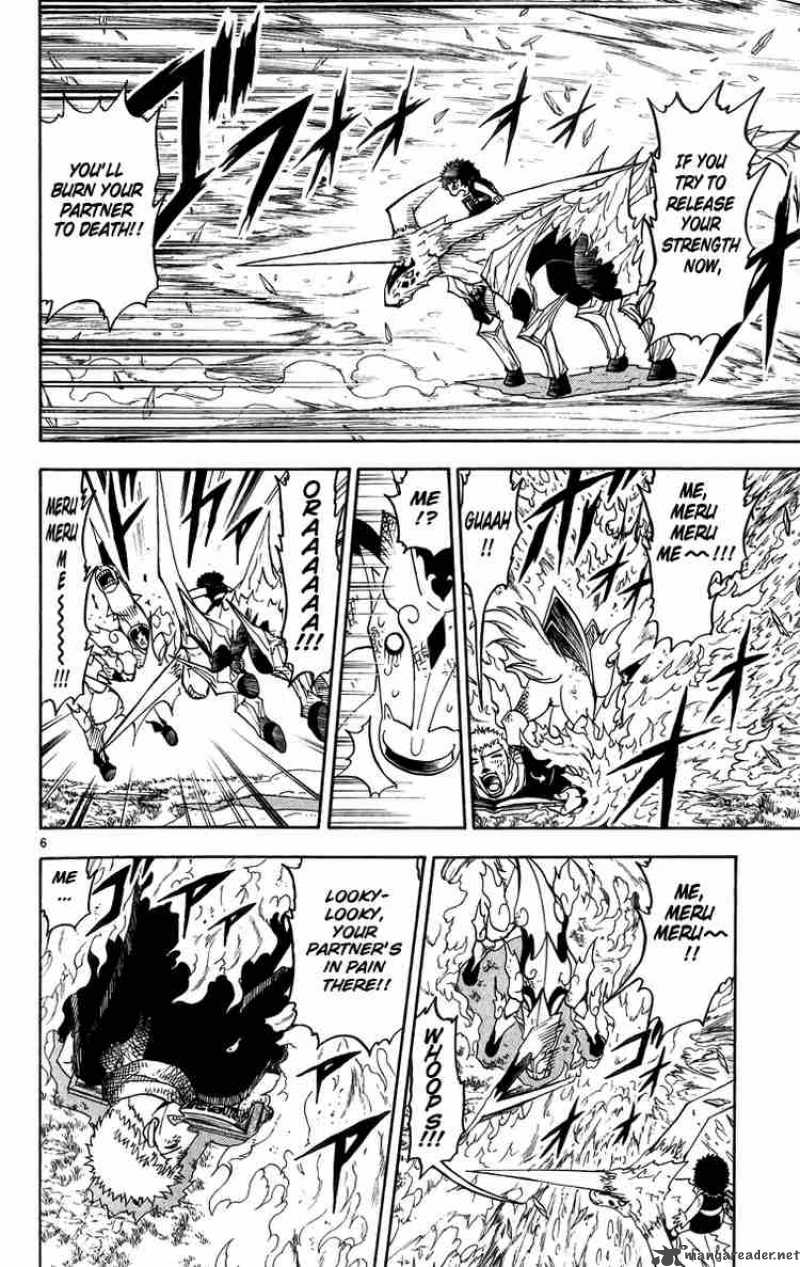 IF YOU
TRY TO
RELEASE
YOUR
STRENGTH
NOW,
YOU'LL
BURN YOUR
PARTNER
TO DEATH!!
ME,
MERU
MERU
ME~~!!!
GUAAH
!!
ME
!?
ORAAAAAA!!!
MERU
MERU
ME~~~~!!!
6
ME,
MERU
MERU~~
!!
WHOOPS!!!
LOOKY-
LOOKY,
YOUR
PARTNER'S
IN PAIN
THERE!!
ME
...
mangareader.net